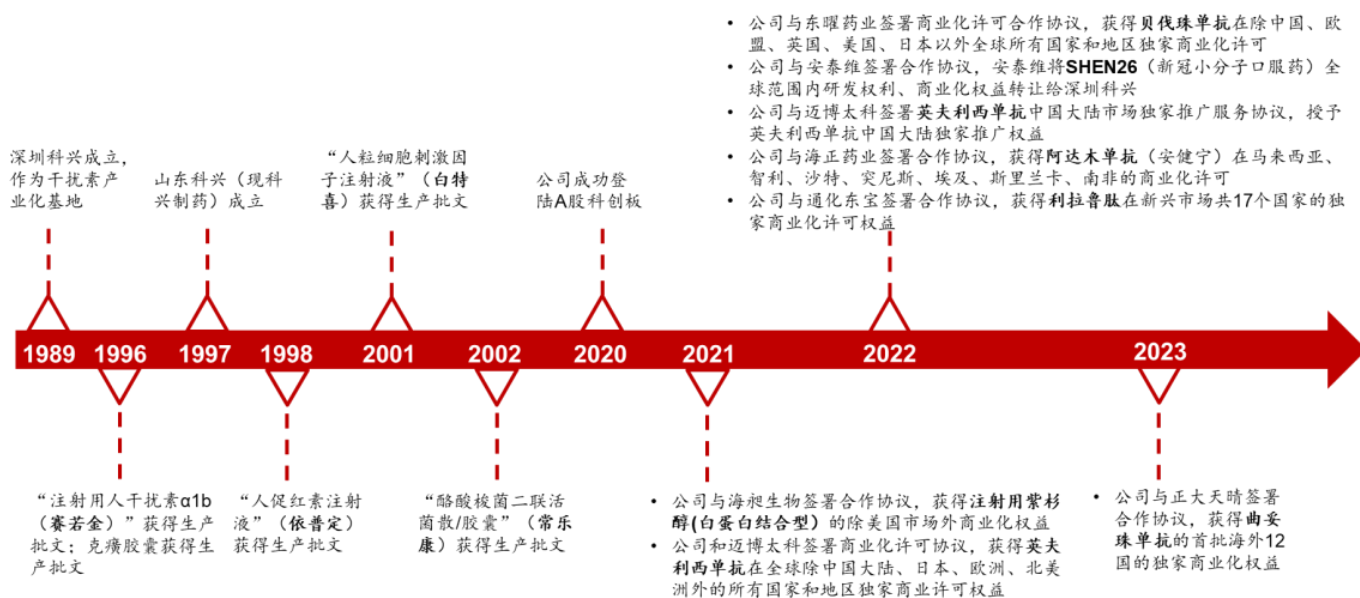 • 公司与东曜药业签署商业化许可合作协议，获得贝伐珠单抗在除中国、欧
盟、英国、美国、日本以外全球所有国家和地区独家商业化许可
• 公司与安泰维签署合作协议，安泰维将SHEN26（新冠小分子口服药）全
球范围内研发权利、商业化权益转让给深圳科兴
• 公司与迈博太科签署英夫利西单抗中国大陆市场独家推广服务协议，授予
英夫利西单抗中国大陆独家推广权益
• 公司与海正药业签署合作协议，获得阿达木单抗（安健宁）在马来西亚、
智利、沙特、突尼斯、埃及、斯里兰卡、南非的商业化许可
• 公司与通化东宝签署合作协议，获得利拉鲁肽在新兴市场共17个国家的独
家商业化许可权益
深圳科兴成立，
作为干扰素产
业化基地
山东科兴（现科
兴制药）成立
“人粒细胞刺激因
子注射液”（白特
喜）获得生产批文
公司成功登
陆A股科创板
1989 1996 1997 1998 2001 2002 2020 2021 2022 2023
“注射用人干扰素α1b
（赛若金）”获得生产
批文；克癀胶囊获得生
产批文
“人促红素注射
液”（依普定）
获得生产批文
“酪酸梭菌二联活
菌散/胶囊”（常乐
康）获得生产批文
• 公司与海昶生物签署合作协议，获得注射用紫杉
醇(白蛋白结合型）的除美国市场外商业化权益
• 公司和迈博太科签署商业化许可协议，获得英夫
利西单抗在全球除中国大陆、日本、欧洲、北美
洲外的所有国家和地区独家商业许可权益
• 公司与正大天晴签署
合作协议，获得曲妥
珠单抗的首批海外12
国的独家商业化权益